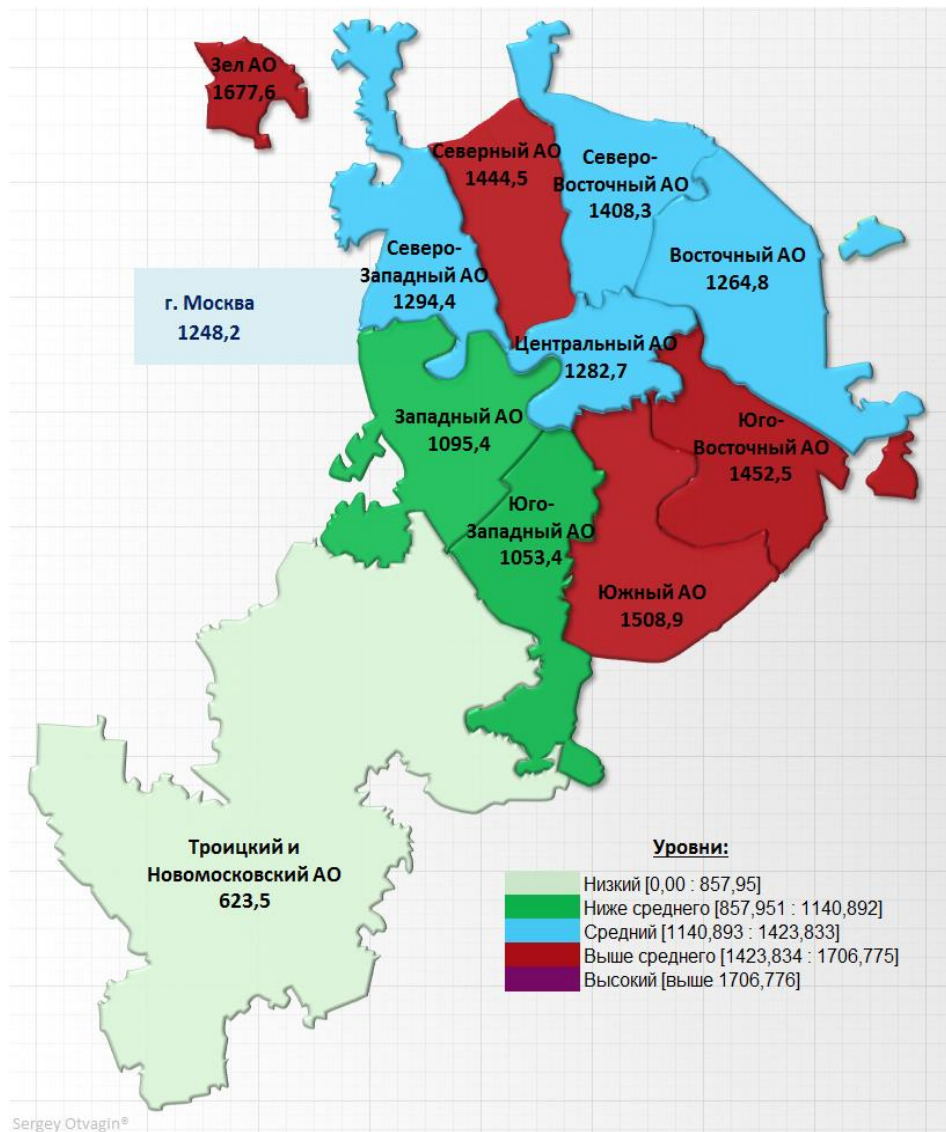 Зел АО
1677,6
Северный АО
1444,5
Северо-
Восточный АО
1408,3
Восточный АО
1264,8
Северо-
Западный АО
1294,4
г. Москва
1248,2
Центральный АО
1282,7
Западный АО
1095,4
Юго-
Восточный АО
1452,5
Юго-
Западный АО
1053,4
Южный АО
1508,9
Троицкий и
Новомосковский АО
623,5
Уровни:
Низкий [0,00 : 857,95]
Ниже среднего [857,951 : 1140,892]
Средний [1140,893 : 1423,833]
Выше среднего [1423,834 : 1706,775]
Высокий [выше 1706,776]
Sergey Otvagin®